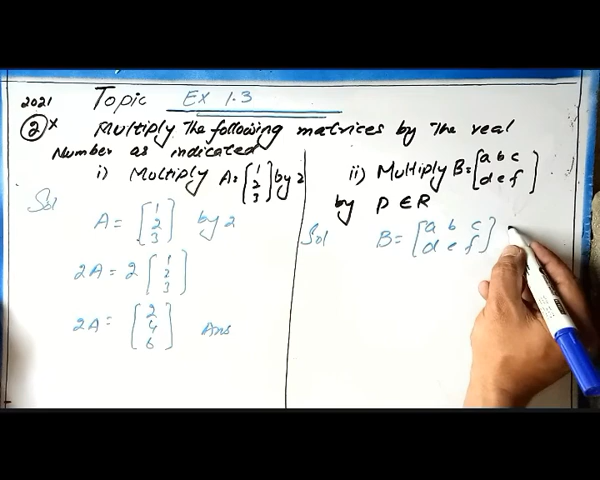 2021 Topic Ex 1.3
2x Multiply The following matrices by The real
Number as indicated
i) Multiply A = [1 2 3] by 2
Sol
A = [1 2 3] by 2
2A = 2 [1 2 3]
2A = [2 4 6] Ans
ii) Multiply B = [a b c
d e f]
by P ∈ R
Sol B = [a b c
d e f]